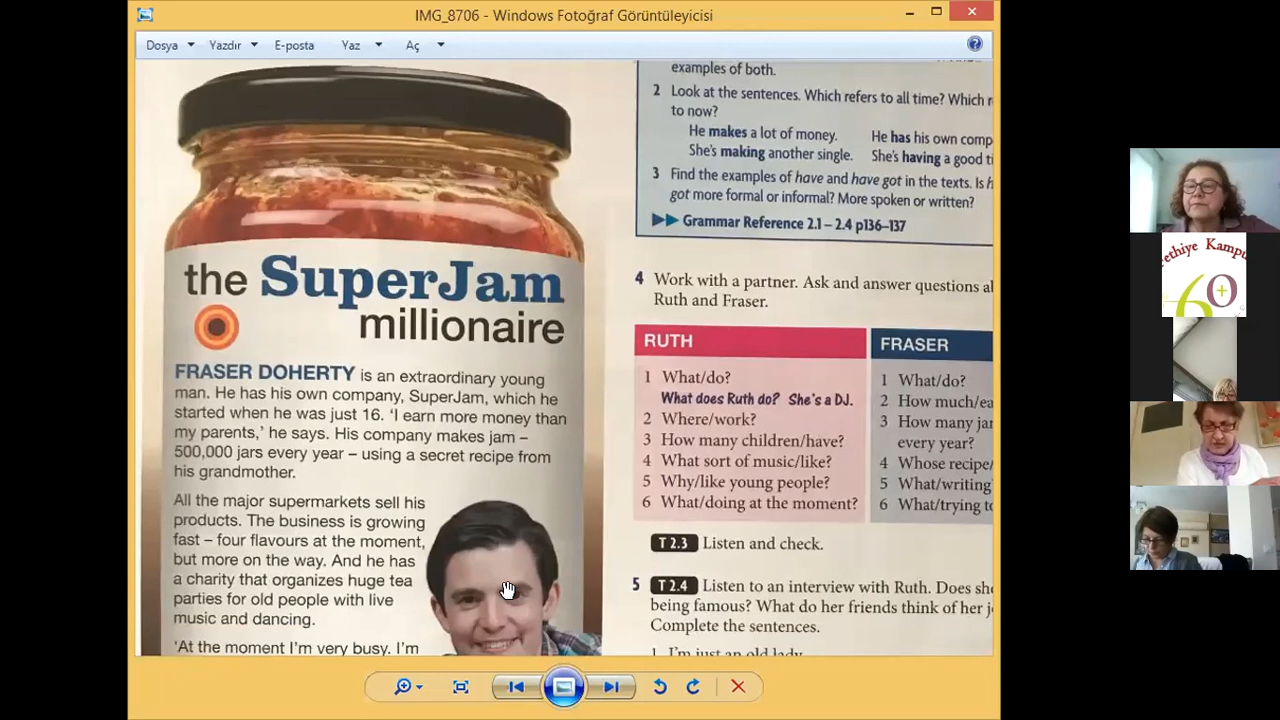 IMG_8706 - Windows Fotoğraf Görüntüleyicisi
Dosya Yazdır E-posta Yaz Aç
the SuperJam
millionaire
FRASER DOHERTY is an extraordinary young
man. He has his own company, SuperJam, which he
started when he was just 16. ‘I earn more money than
my parents,’ he says. His company makes jam –
500,000 jars every year – using a secret recipe from
his grandmother.
All the major supermarkets sell his
products. The business is growing
fast – four flavours at the moment,
but more on the way. And he has
a charity that organizes huge tea
parties for old people with live
music and dancing.
‘At the moment I’m very busy. I’m
examples of both.
2 Look at the sentences. Which refers to all time? Which
to now?
He makes a lot of money. He has his own
She’s making another single. She’s having a good
3 Find the examples of have and have got in the texts. Is
got more formal or informal? More spoken or written?
Grammar Reference 2.1 – 2.4 p136–137
4 Work with a partner. Ask and answer questions
Ruth and Fraser.
RUTH
1 What/do?
What does Ruth do? She’s a DJ.
2 Where/work?
3 How many children/have?
4 What sort of music/like?
5 Why/like young people?
6 What/doing at the moment?
FRASER
1 What/do?
2 How much/
3 How many
every year?
4 Whose recipe/
5 What/writing
6 What/trying
T 2.3 Listen and check.
5 T 2.4 Listen to an interview with Ruth. Does
being famous? What do her friends think of her
Complete the sentences.
1 I’m just an old lady
Kampu
60